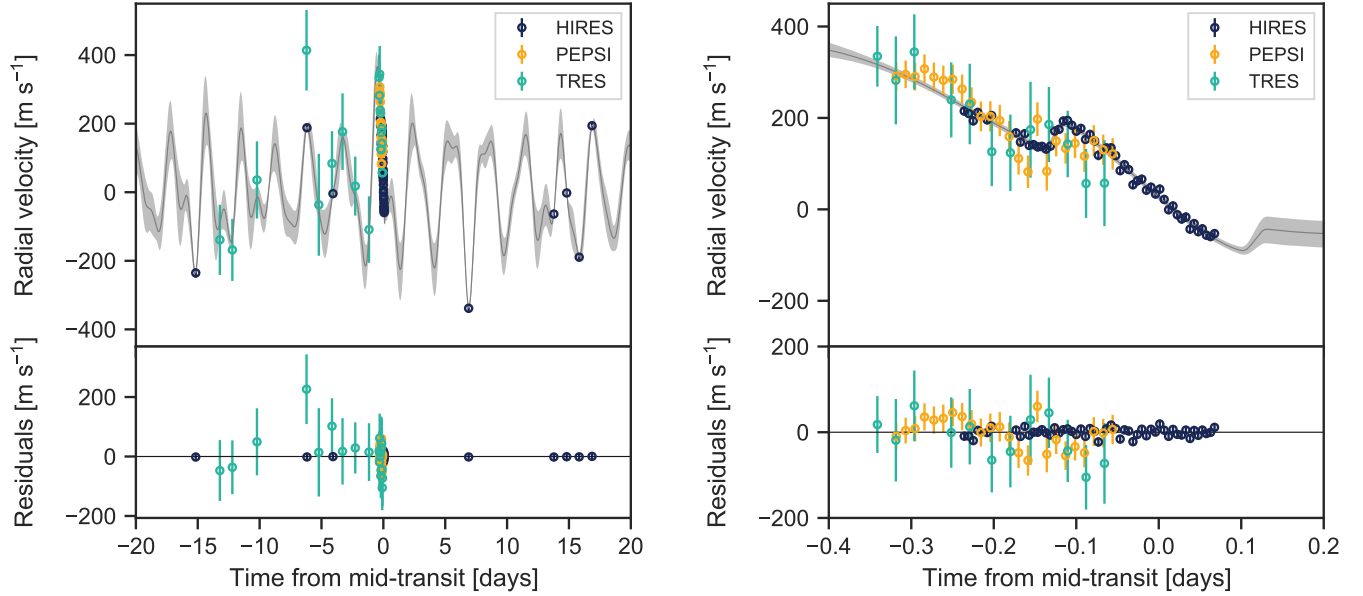 HIRES
PEPSI
TRES
Radial velocity [m s⁻¹]
400
200
0
−200
−400
Residuals [m s⁻¹]
200
0
−200
−20 −15 −10 −5 0 5 10 15 20
Time from mid-transit [days]
HIRES
PEPSI
TRES
Radial velocity [m s⁻¹]
400
200
0
−200
Residuals [m s⁻¹]
200
0
−200
−0.4 −0.3 −0.2 −0.1 0.0 0.1 0.2
Time from mid-transit [days]